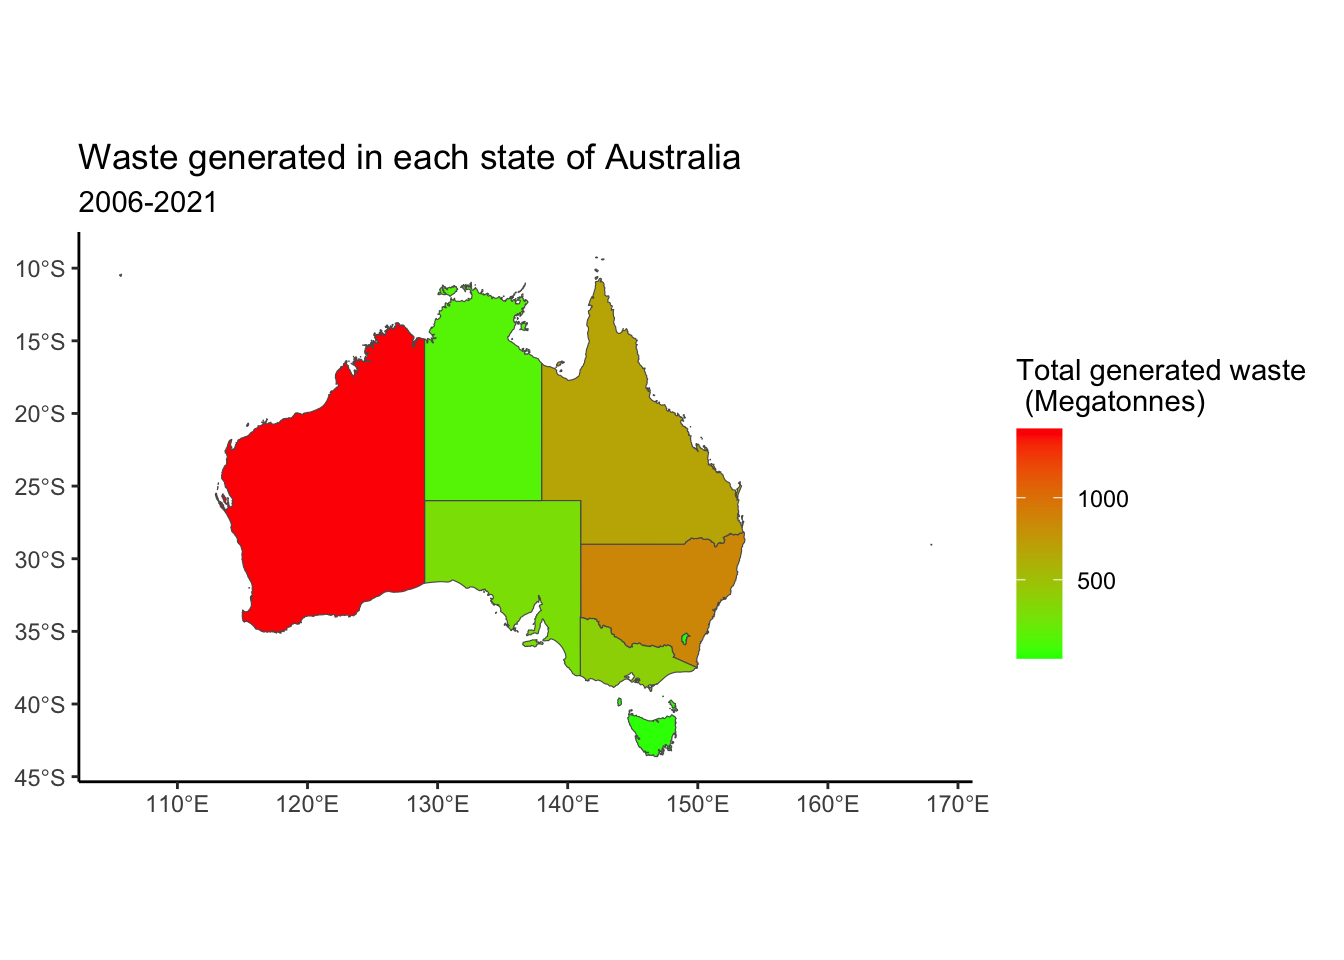 Waste generated in each state of Australia
2006-2021
10°S
15°S
20°S
25°S
30°S
35°S
40°S
45°S
110°E
120°E
130°E
140°E
150°E
160°E
170°E
Total generated waste
(Megatonnes)
1000
500